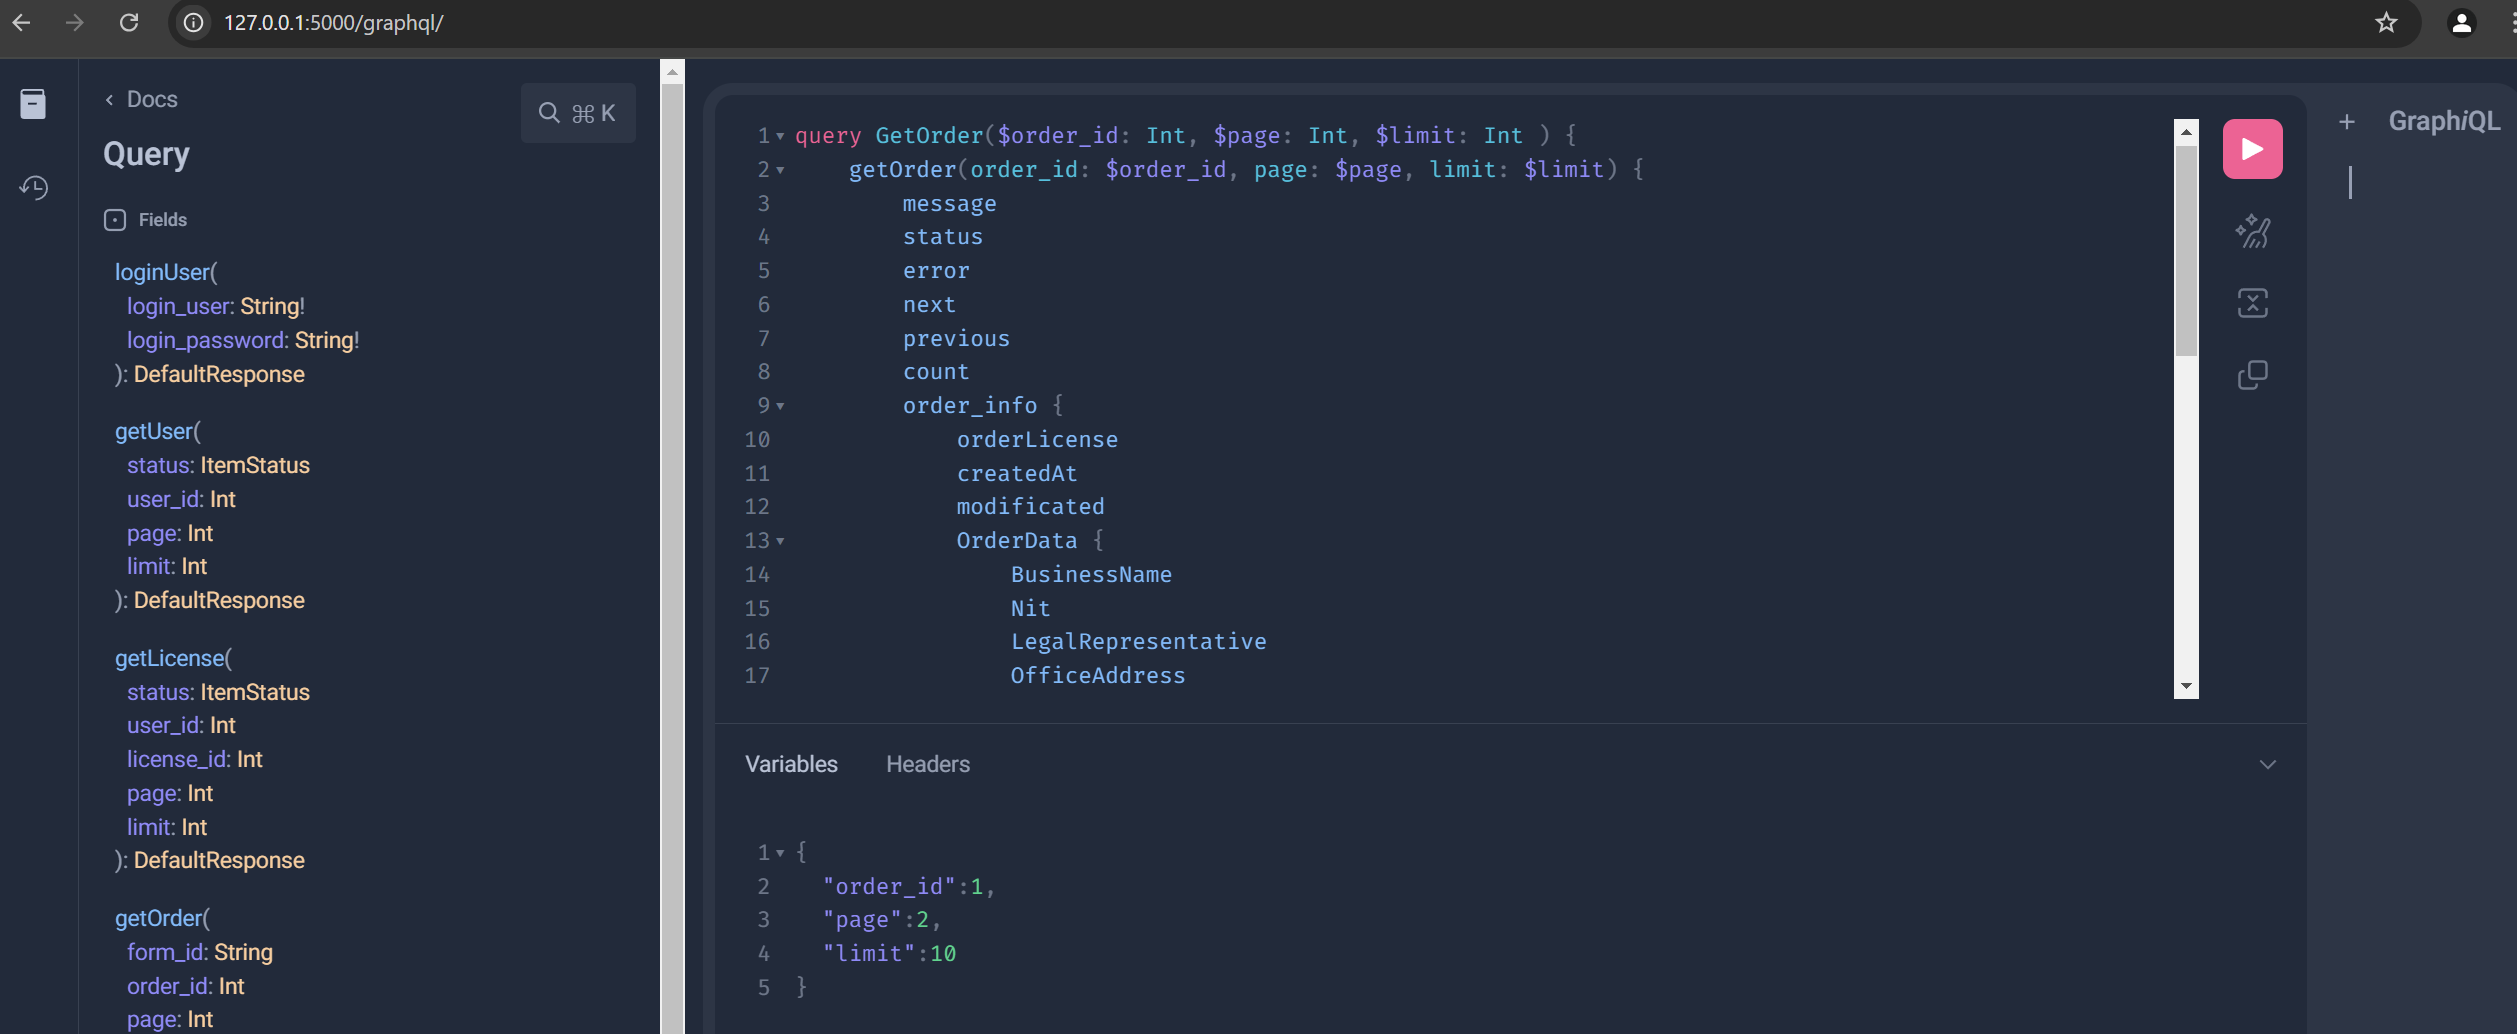 127.0.0.1:5000/graphql/
Docs
⌘ K
Query
Fields
loginUser(
login_user: String!
login_password: String!
): DefaultResponse
getUser(
status: ItemStatus
user_id: Int
page: Int
limit: Int
): DefaultResponse
getLicense(
status: ItemStatus
user_id: Int
license_id: Int
page: Int
limit: Int
): DefaultResponse
getOrder(
form_id: String
order_id: Int
page: Int
1 query GetOrder($order_id: Int, $page: Int, $limit: Int ) {
2 getOrder(order_id: $order_id, page: $page, limit: $limit) {
3 message
4 status
5 error
6 next
7 previous
8 count
9 order_info {
10 orderLicense
11 createdAt
12 modificated
13 OrderData {
14 BusinessName
15 Nit
16 LegalRepresentative
17 OfficeAddress
Variables Headers
1 {
2 "order_id":1,
3 "page":2,
4 "limit":10
5 }
+ GraphiQL